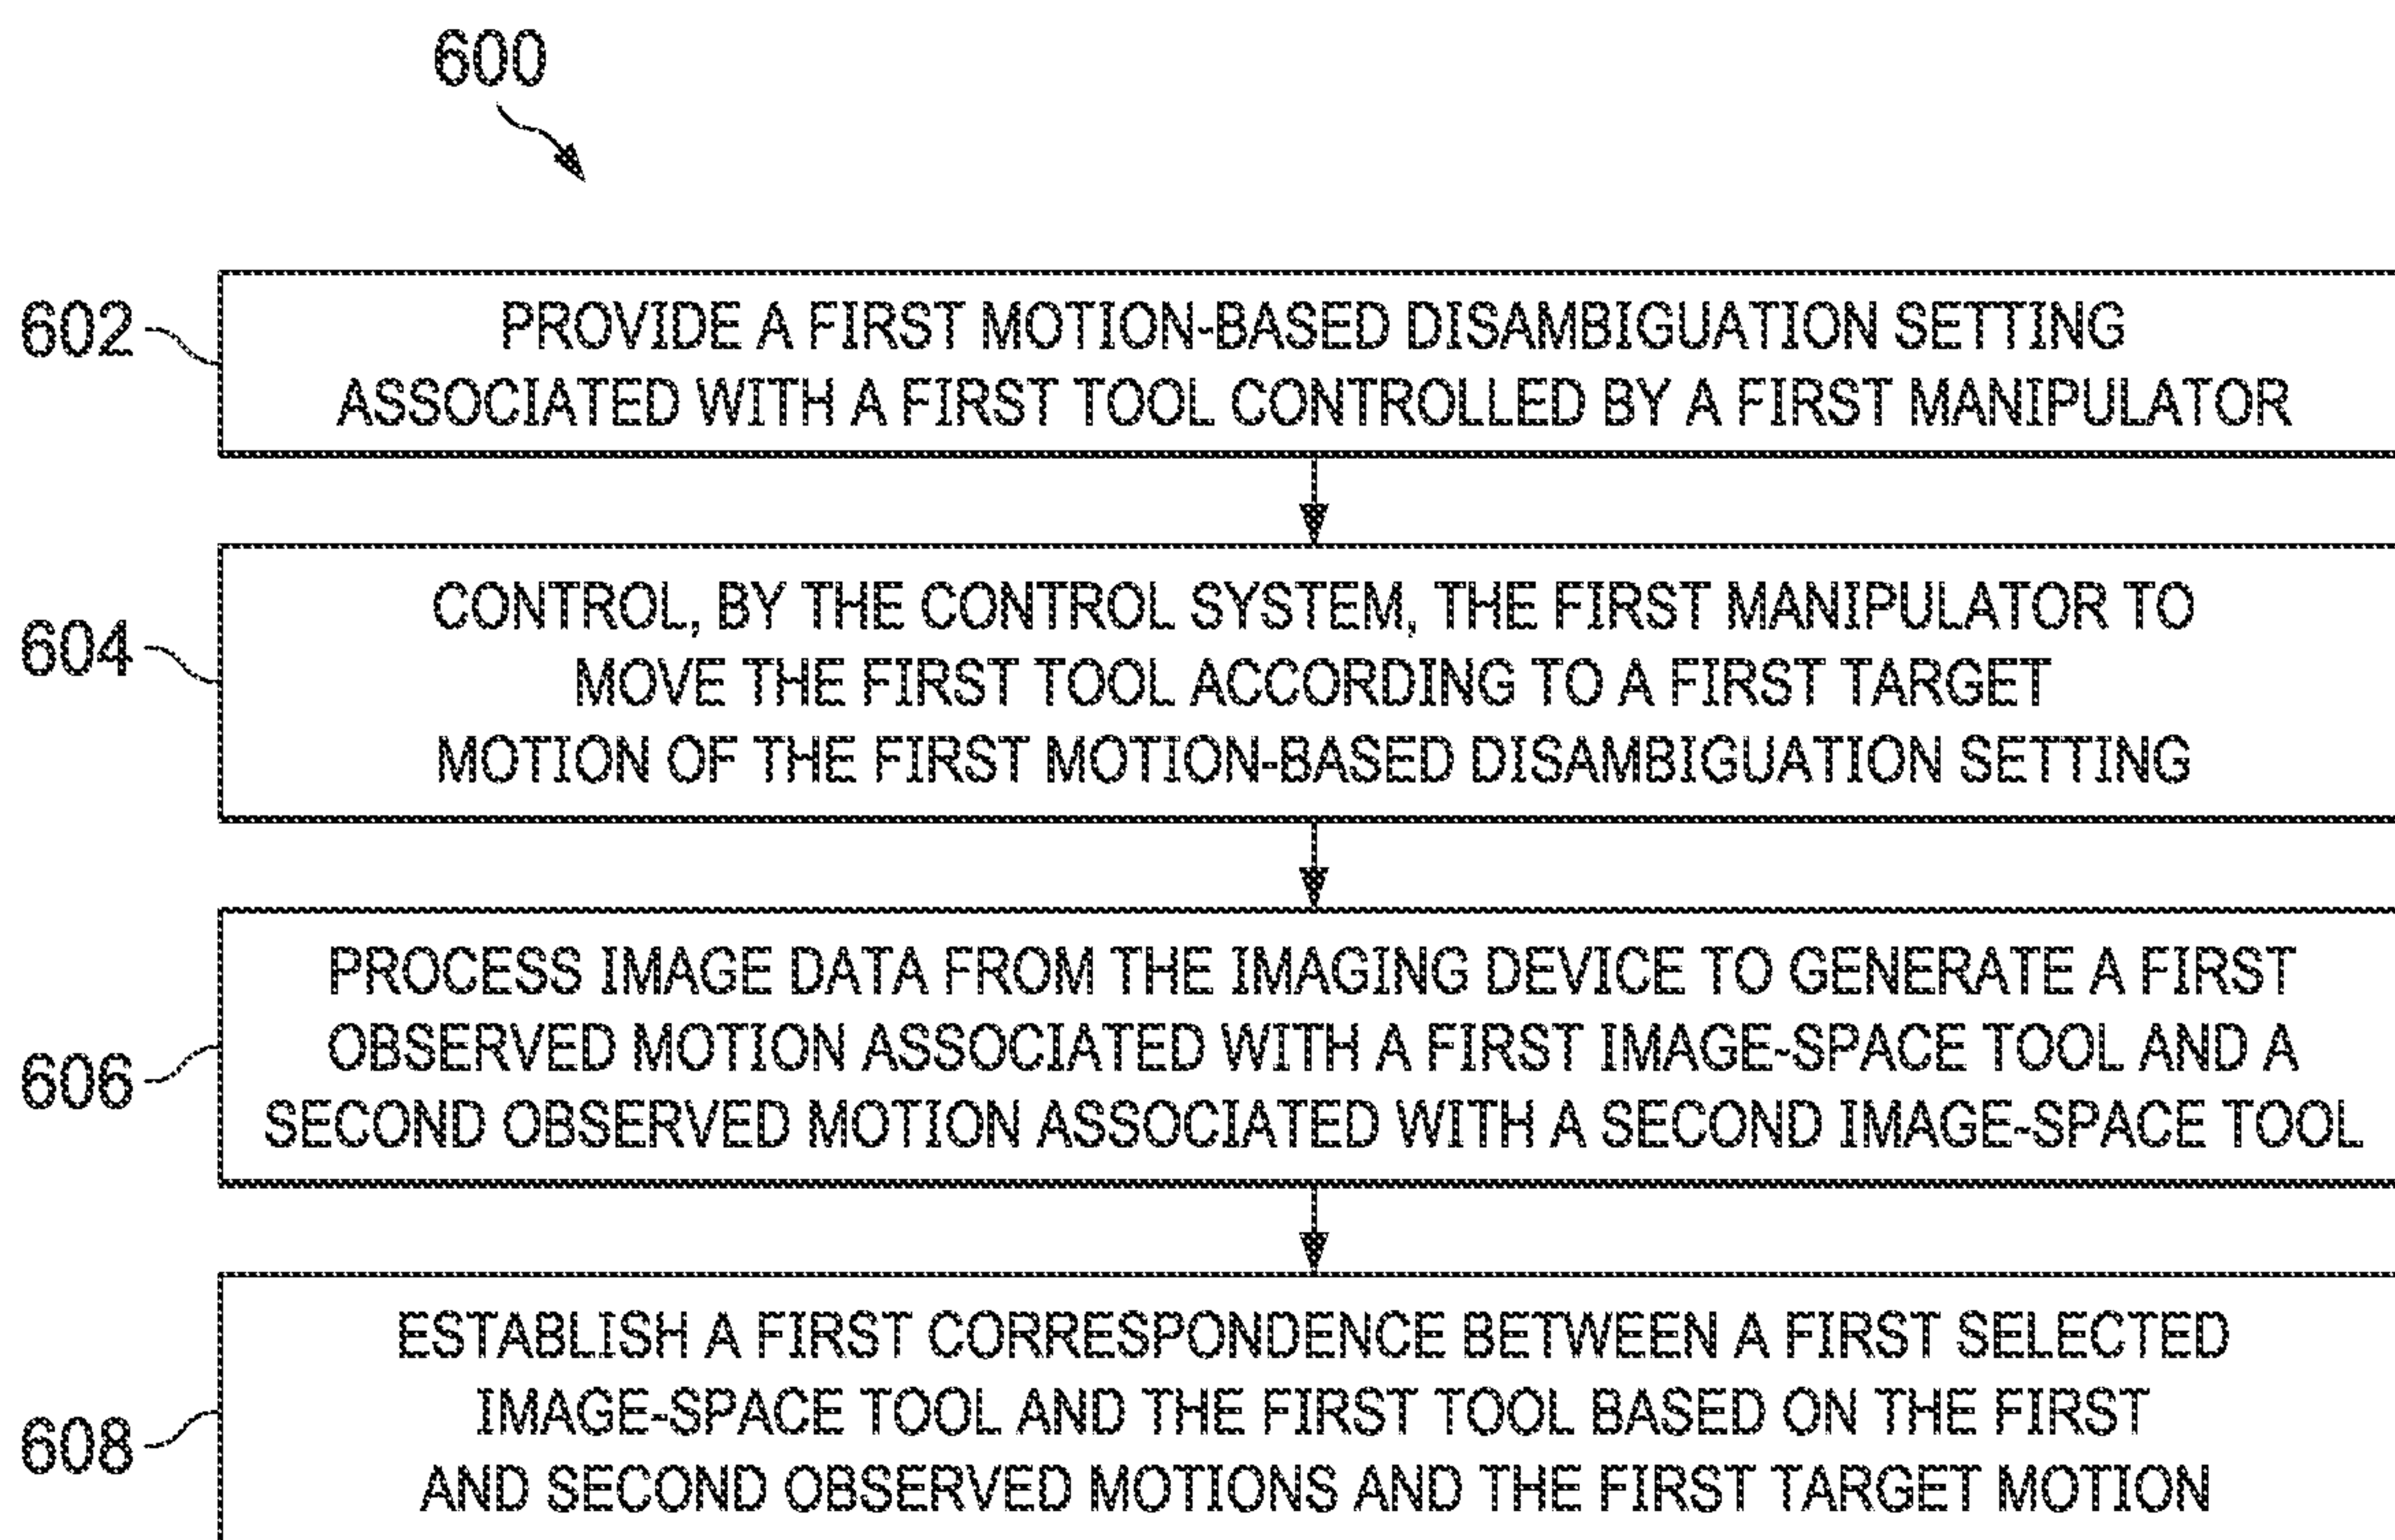 600
602
PROVIDE A FIRST MOTION-BASED DISAMBIGUATION SETTING
ASSOCIATED WITH A FIRST TOOL CONTROLLED BY A FIRST MANIPULATOR
604
CONTROL, BY THE CONTROL SYSTEM, THE FIRST MANIPULATOR TO
MOVE THE FIRST TOOL ACCORDING TO A FIRST TARGET
MOTION OF THE FIRST MOTION-BASED DISAMBIGUATION SETTING
606
PROCESS IMAGE DATA FROM THE IMAGING DEVICE TO GENERATE A FIRST
OBSERVED MOTION ASSOCIATED WITH A FIRST IMAGE-SPACE TOOL AND A
SECOND OBSERVED MOTION ASSOCIATED WITH A SECOND IMAGE-SPACE TOOL
608
ESTABLISH A FIRST CORRESPONDENCE BETWEEN A FIRST SELECTED
IMAGE-SPACE TOOL AND THE FIRST TOOL BASED ON THE FIRST
AND SECOND OBSERVED MOTIONS AND THE FIRST TARGET MOTION